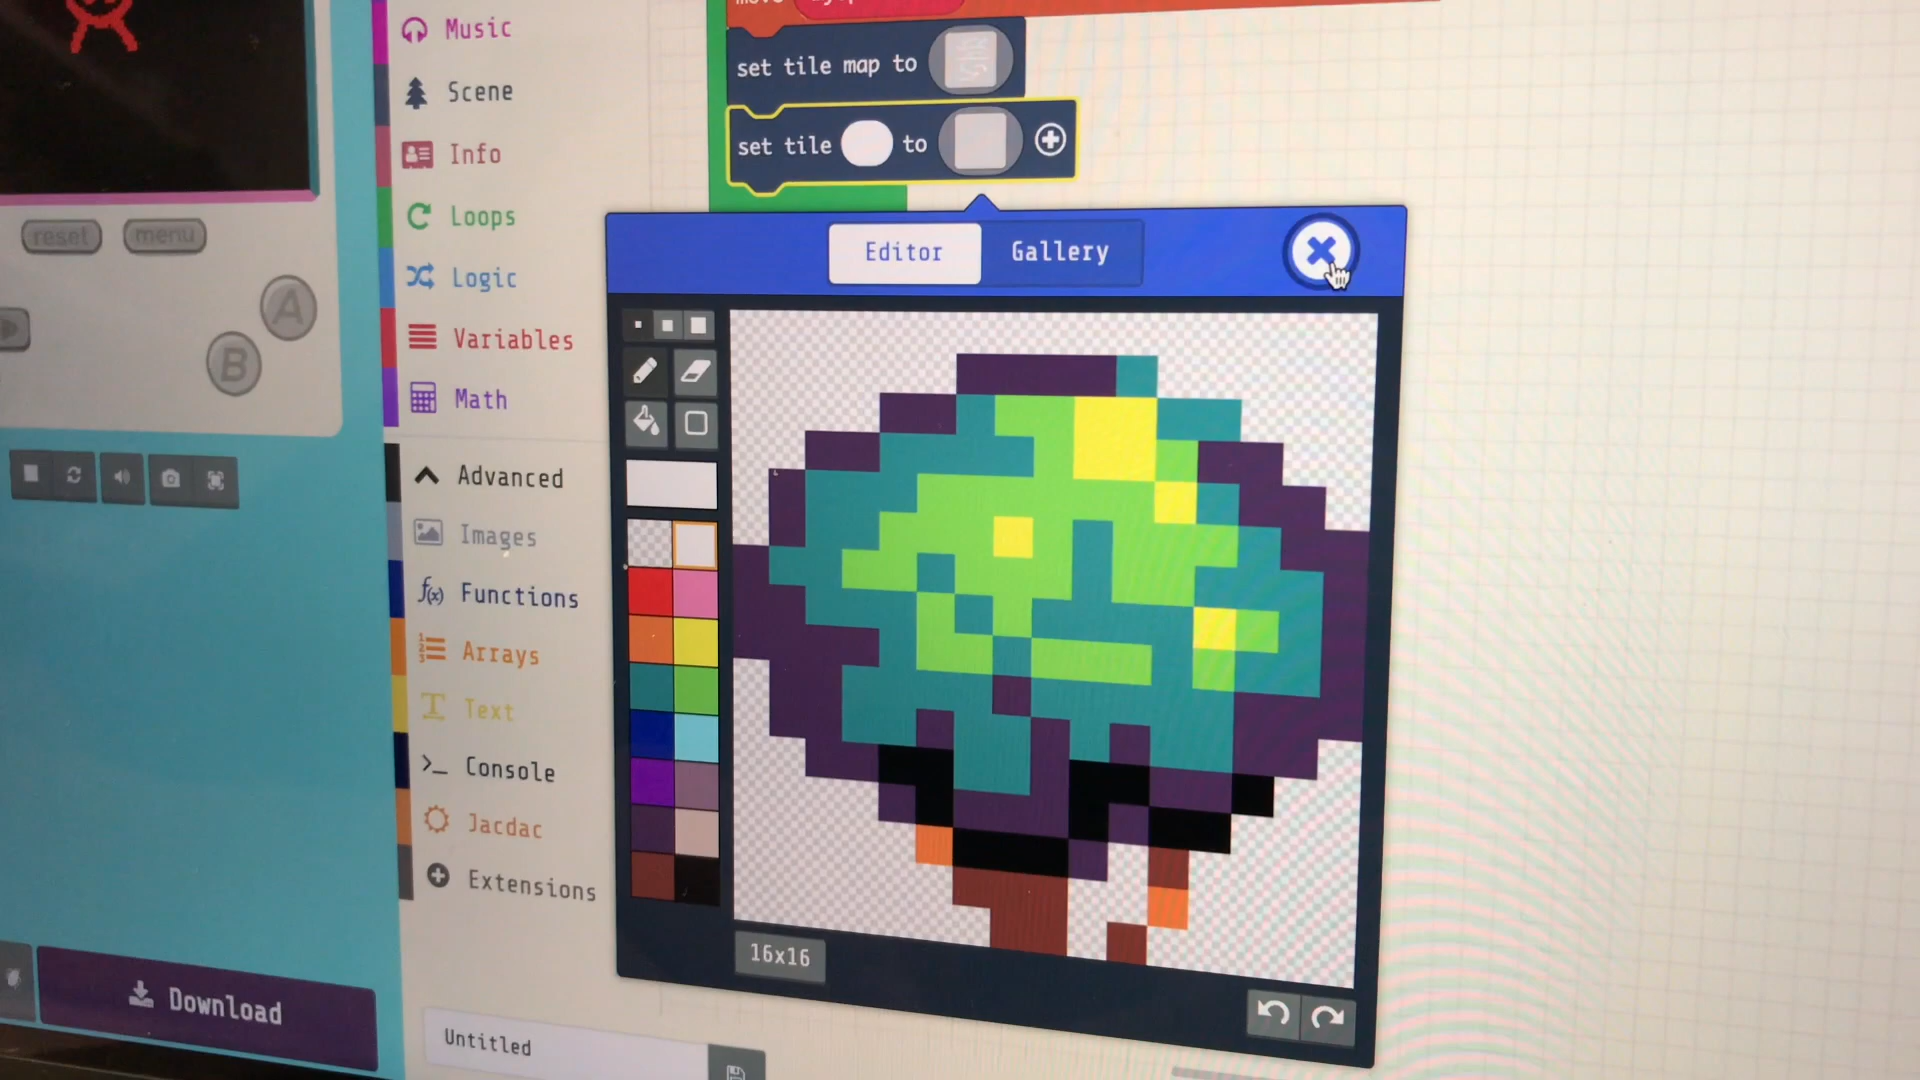 set tile map to
set tile to
Music
Scene
Info
Loops
Logic
Variables
Math
Advanced
Images
Functions
Arrays
Text
Console
Jacdac
Extensions
reset menu
A
B
Download
Untitled
Editor Gallery
16x16